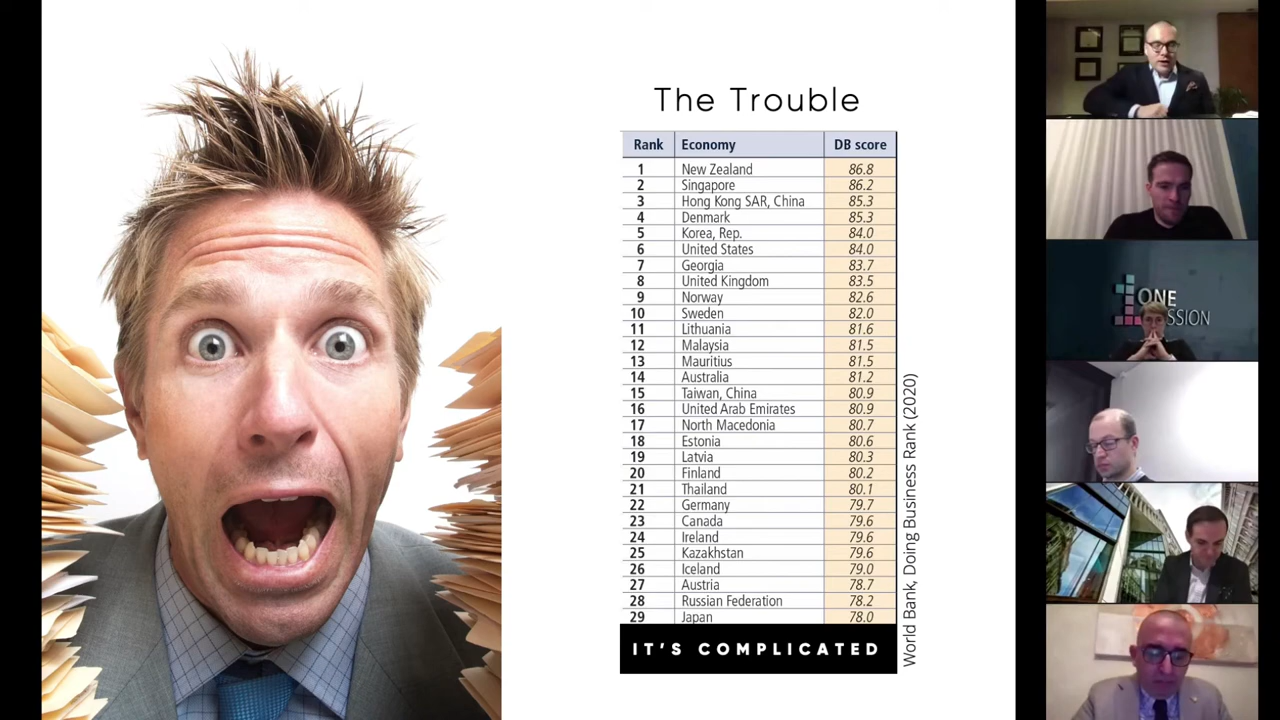 The Trouble
Rank Economy DB score
1 New Zealand 86.8
2 Singapore 86.2
3 Hong Kong SAR, China 85.3
4 Denmark 85.3
5 Korea, Rep. 84.0
6 United States 84.0
7 Georgia 83.7
8 United Kingdom 83.5
9 Norway 82.6
10 Sweden 82.0
11 Lithuania 81.6
12 Malaysia 81.5
13 Mauritius 81.5
14 Australia 81.2
15 Taiwan, China 80.9
16 United Arab Emirates 80.9
17 North Macedonia 80.7
18 Estonia 80.6
19 Latvia 80.3
20 Finland 80.2
21 Thailand 80.1
22 Germany 79.7
23 Canada 79.6
24 Ireland 79.6
25 Kazakhstan 79.6
26 Iceland 79.0
27 Austria 78.7
28 Russian Federation 78.2
29 Japan 78.0
IT'S COMPLICATED
World Bank, Doing Business Rank (2020)
ONE
SSION